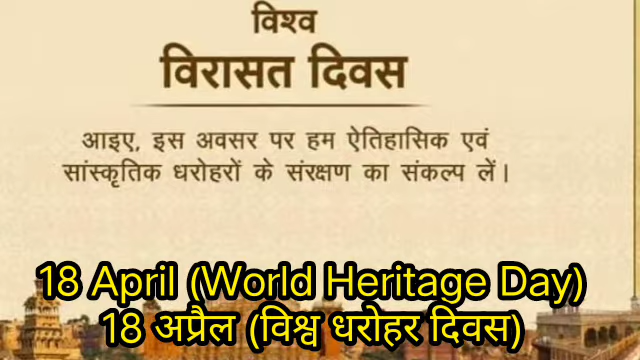 विश्व
विरासत दिवस
आइए, इस अवसर पर हम ऐतिहासिक एवं
सांस्कृतिक धरोहरों के संरक्षण का संकल्प लें।
18 April (World Heritage Day)
18 अप्रैल (विश्व धरोहर दिवस)